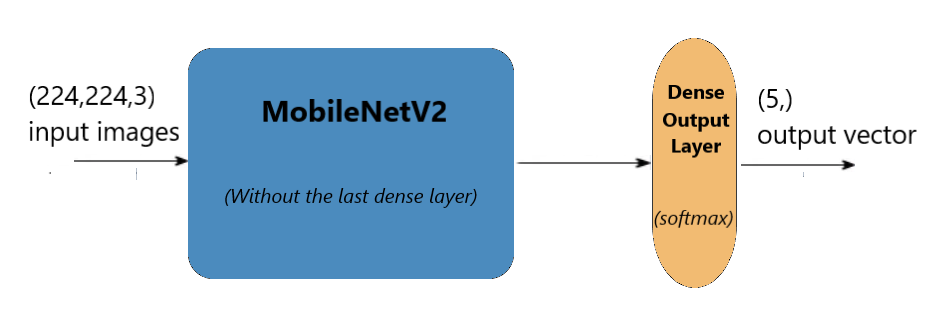 (224,224,3)
input images
MobileNetV2
(Without the last dense layer)
Dense
Output
Layer
(softmax)
(5,)
output vector